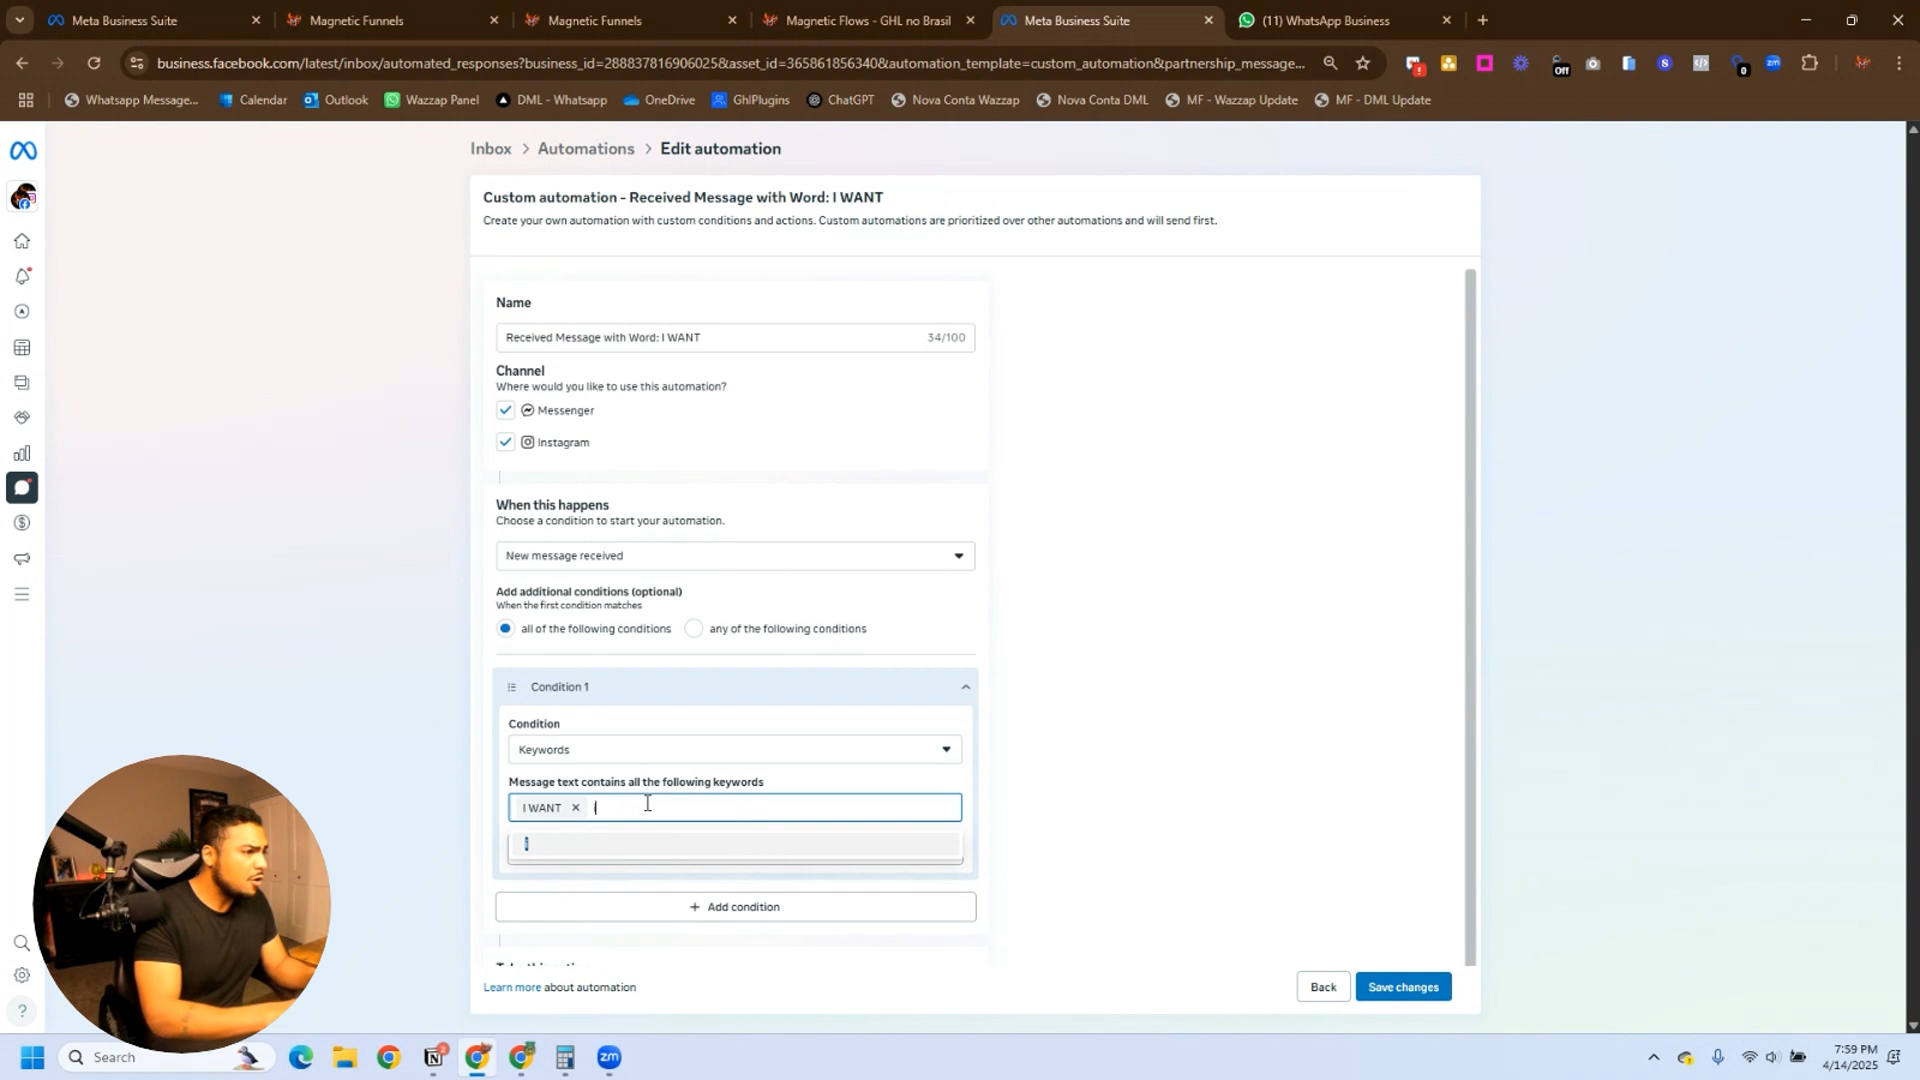 Meta Business Suite
Magnetic Funnels
Magnetic Funnels
Magnetic Flows - GHL no Brasil
Meta Business Suite
(11) WhatsApp Business
business.facebook.com/latest/inbox/automated_responses?business_id=288837816906025&asset_id=365861856340&automation_template=custom_automation&partnership_message...
Off
0
zm
Whatsapp Message...
Calendar
Outlook
Wazzap Panel
DML - Whatsapp
OneDrive
GhlPlugins
ChatGPT
Nova Conta Wazzap
Nova Conta DML
MF - Wazzap Update
MF - DML Update
Inbox > Automations > Edit automation
Custom automation - Received Message with Word: I WANT
Create your own automation with custom conditions and actions. Custom automations are prioritized over other automations and will send first.
Name
Received Message with Word: I WANT
34/100
Channel
Where would you like to use this automation?
Messenger
Instagram
When this happens
Choose a condition to start your automation.
New message received
Add additional conditions (optional)
When the first condition matches
all of the following conditions
any of the following conditions
Condition 1
Condition
Keywords
Message text contains all the following keywords
I WANT
+ Add condition
Learn more about automation
Back
Save changes
Search
2
zm
7:59 PM
4/14/2025